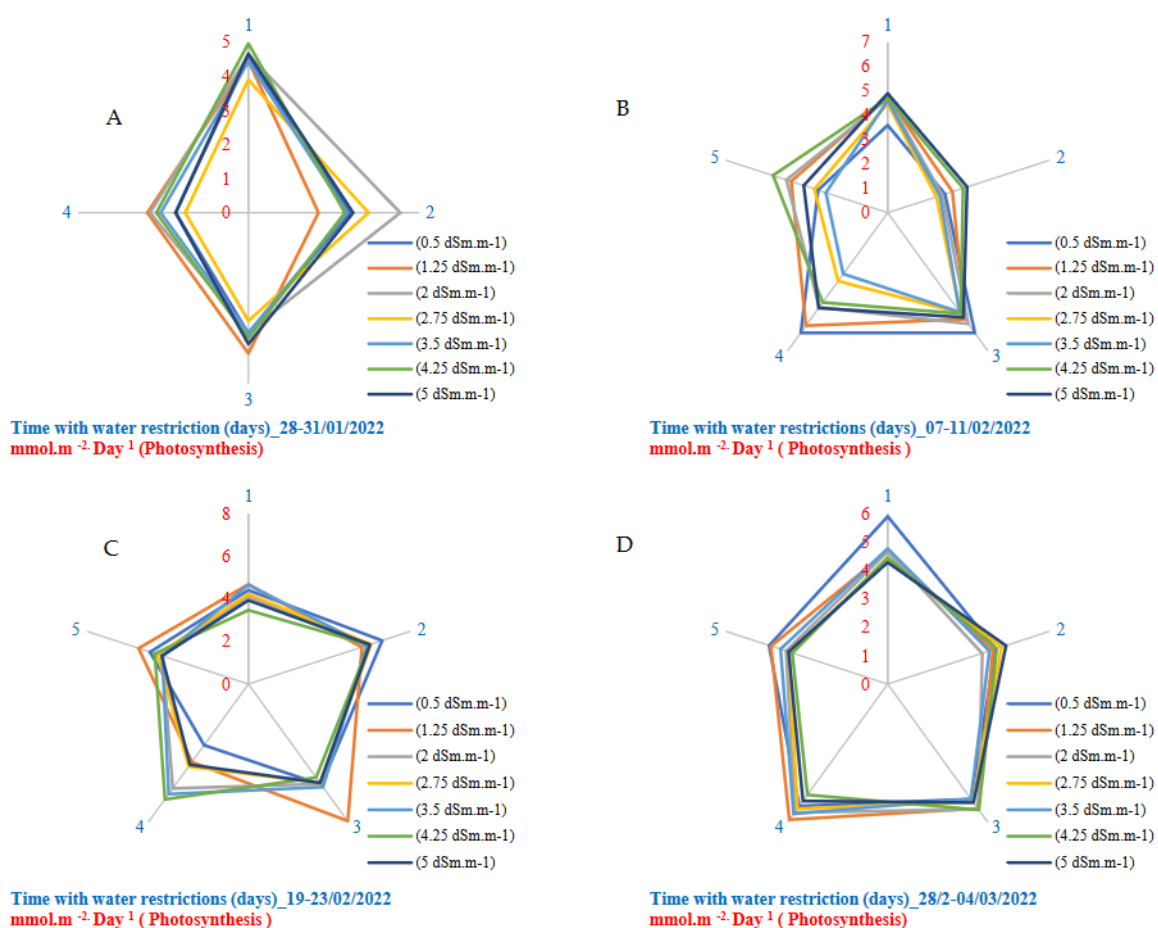 1
5
4
3
2
1
0
A
4
2
3
(0.5 dSm.m-1)
(1.25 dSm.m-1)
(2 dSm.m-1)
(2.75 dSm.m-1)
(3.5 dSm.m-1)
(4.25 dSm.m-1)
(5 dSm.m-1)
Time with water restriction (days)_28-31/01/2022
mmol.m -2. Day 1 (Photosynthesis)
1
7
6
5
4
3
2
1
0
B
5
2
4
3
(0.5 dSm.m-1)
(1.25 dSm.m-1)
(2 dSm.m-1)
(2.75 dSm.m-1)
(3.5 dSm.m-1)
(4.25 dSm.m-1)
(5 dSm.m-1)
Time with water restrictions (days)_07-11/02/2022
mmol.m -2. Day 1 ( Photosynthesis )
1
8
6
4
2
0
C
5
2
4
3
(0.5 dSm.m-1)
(1.25 dSm.m-1)
(2 dSm.m-1)
(2.75 dSm.m-1)
(3.5 dSm.m-1)
(4.25 dSm.m-1)
(5 dSm.m-1)
Time with water restrictions (days)_19-23/02/2022
mmol.m -2. Day 1 ( Photosynthesis )
1
6
5
4
3
2
1
0
D
5
2
4
3
(0.5 dSm.m-1)
(1.25 dSm.m-1)
(2 dSm.m-1)
(2.75 dSm.m-1)
(3.5 dSm.m-1)
(4.25 dSm.m-1)
(5 dSm.m-1)
Time with water restriction (days)_28/2-04/03/2022
mmol.m -2. Day 1 ( Photosynthesis)